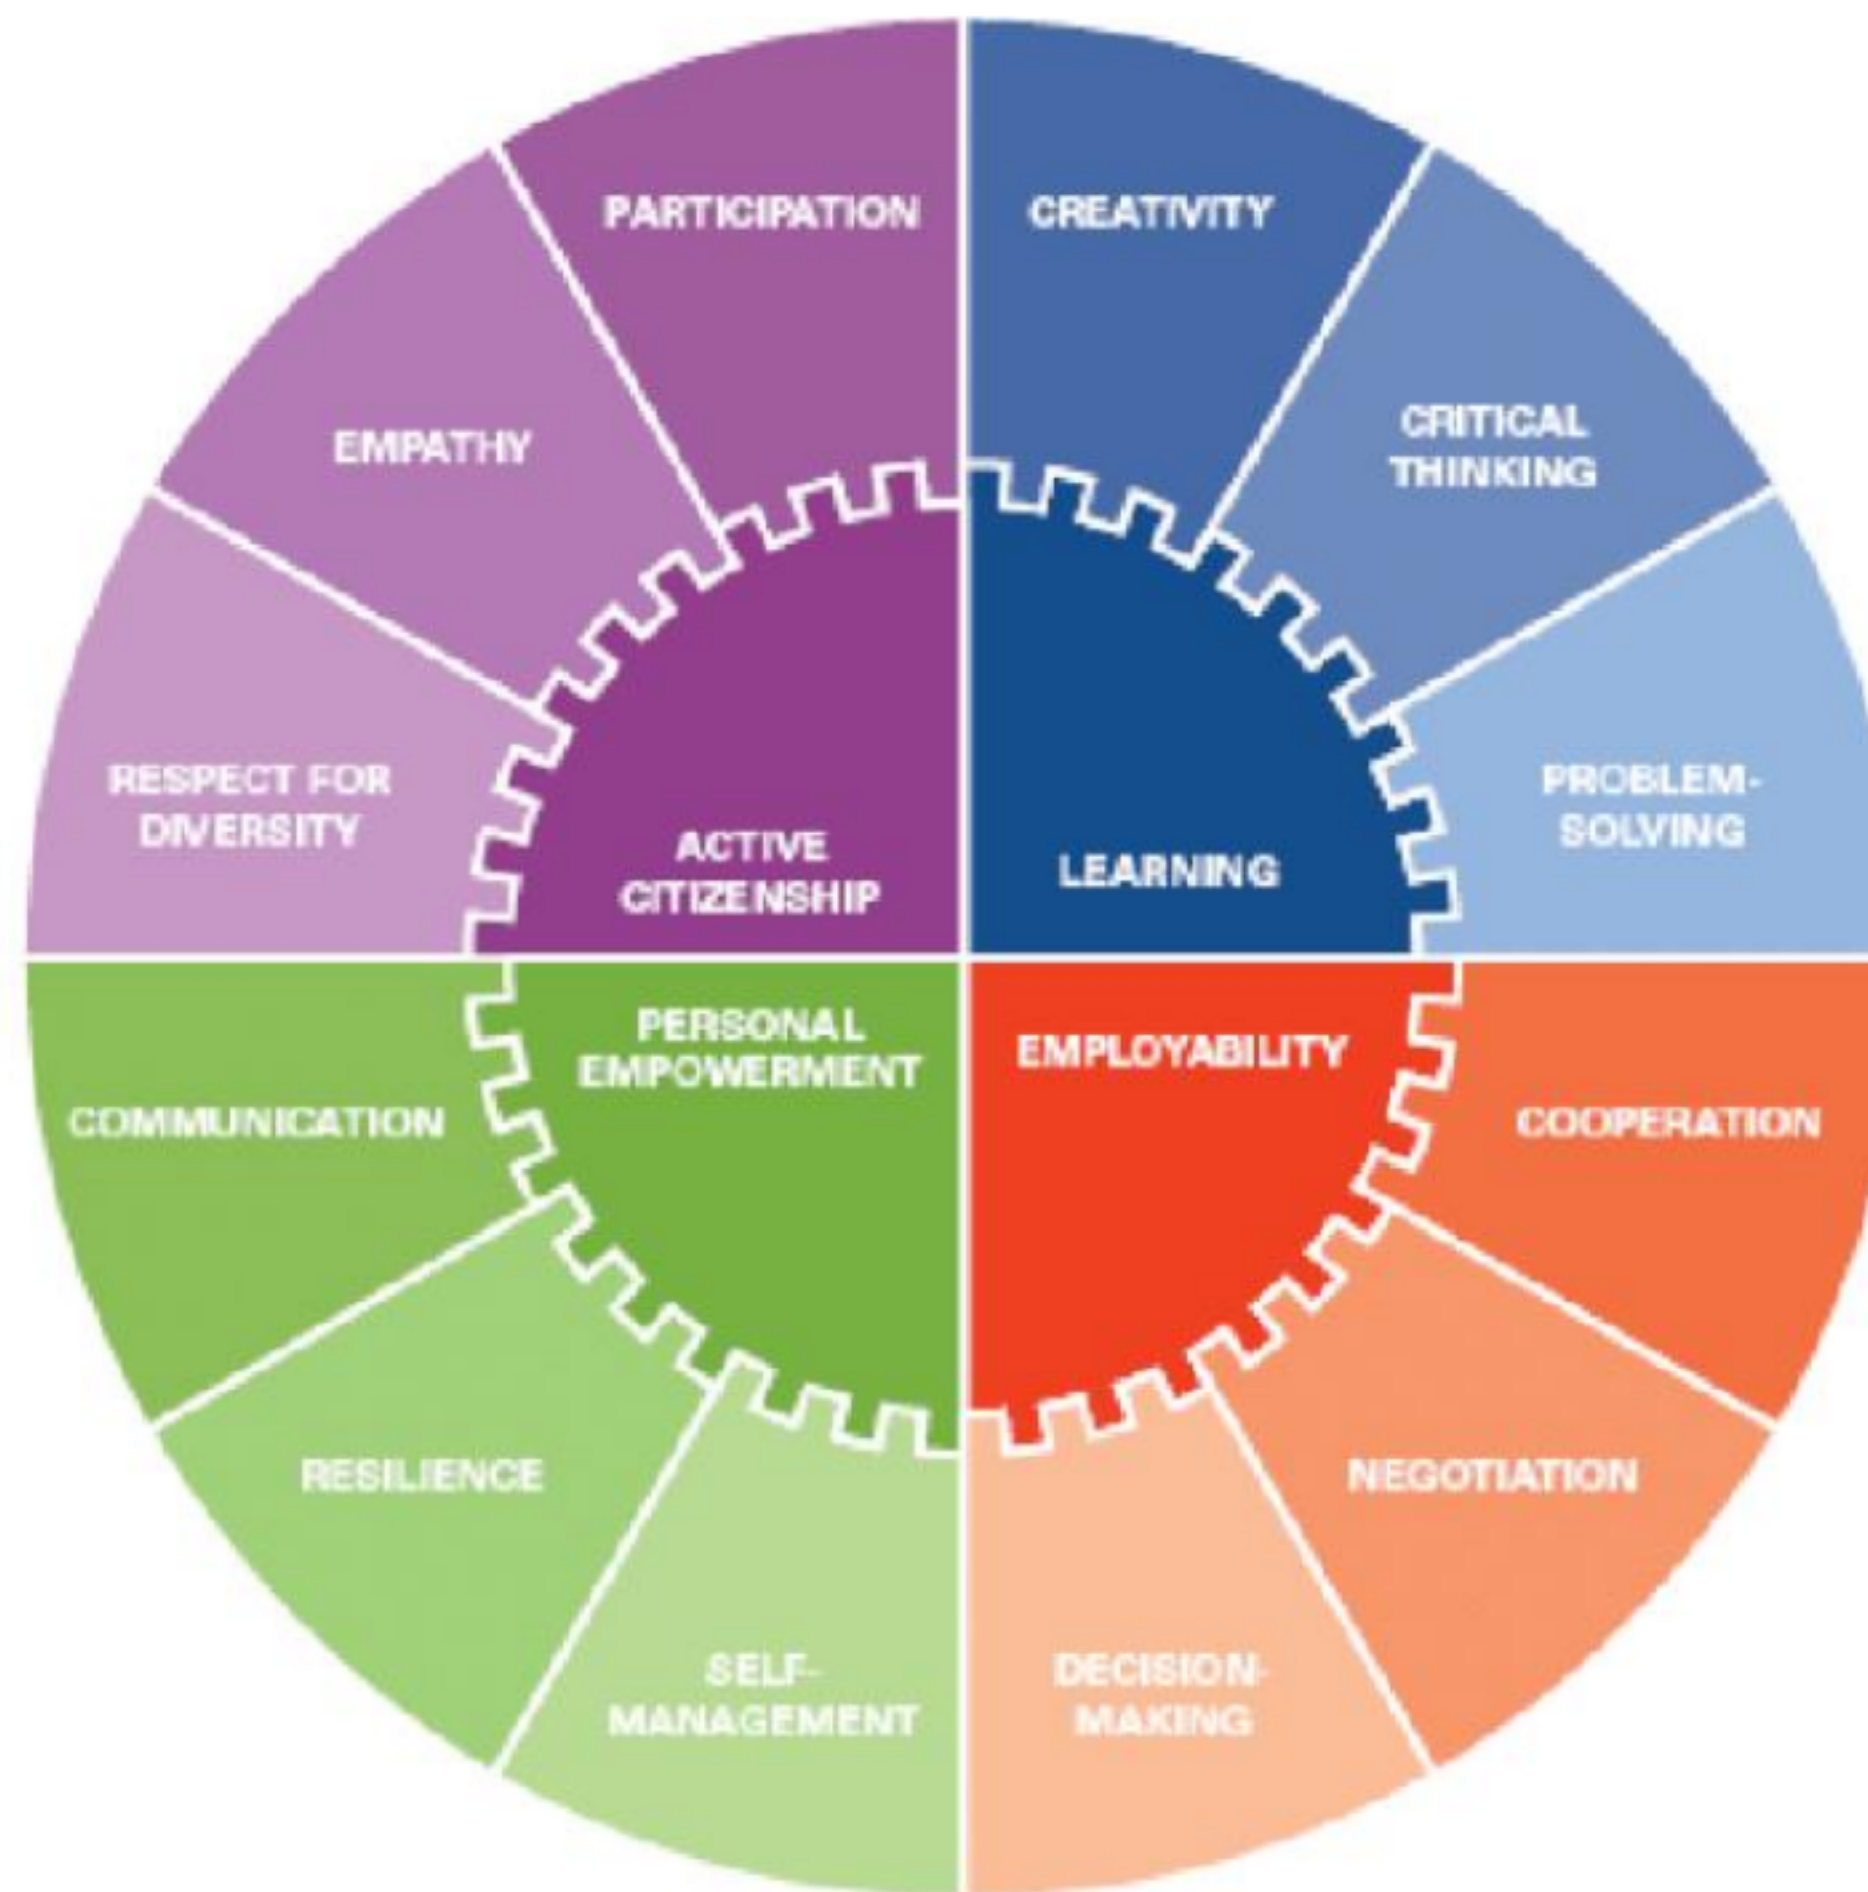 PARTICIPATION
CREATIVITY
CRITICAL
THINKING
EMPATHY
RESPECT FOR
DIVERSITY
PROBLEM-
SOLVING
ACTIVE
CITIZENSHIP
LEARNING
PERSONAL
EMPOWERMENT
EMPLOYABILITY
COMMUNICATION
COOPERATION
RESILIENCE
NEGOTIATION
SELF-
MANAGEMENT
DECISION-
MAKING